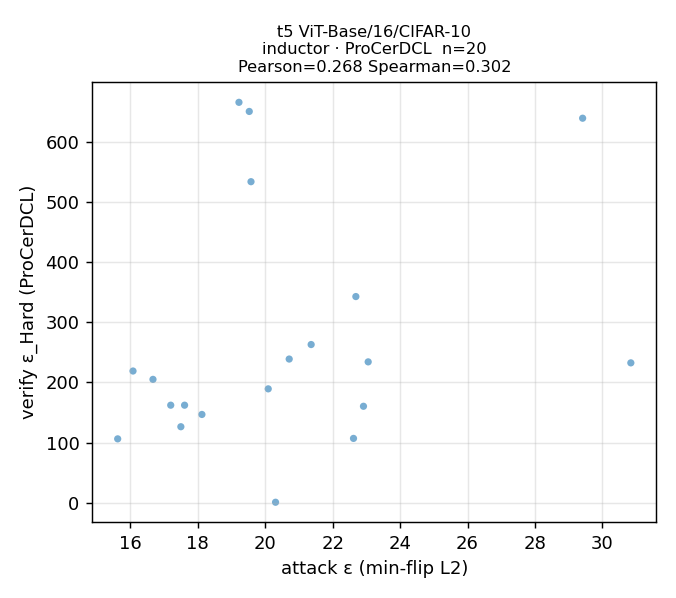 t5 ViT-Base/16/CIFAR-10
inductor · ProCerDCL  n=20
Pearson=0.268 Spearman=0.302
600
500
400
300
200
100
0
verify ε_Hard (ProCerDCL)
16 18 20 22 24 26 28 30
attack ε (min-flip L2)